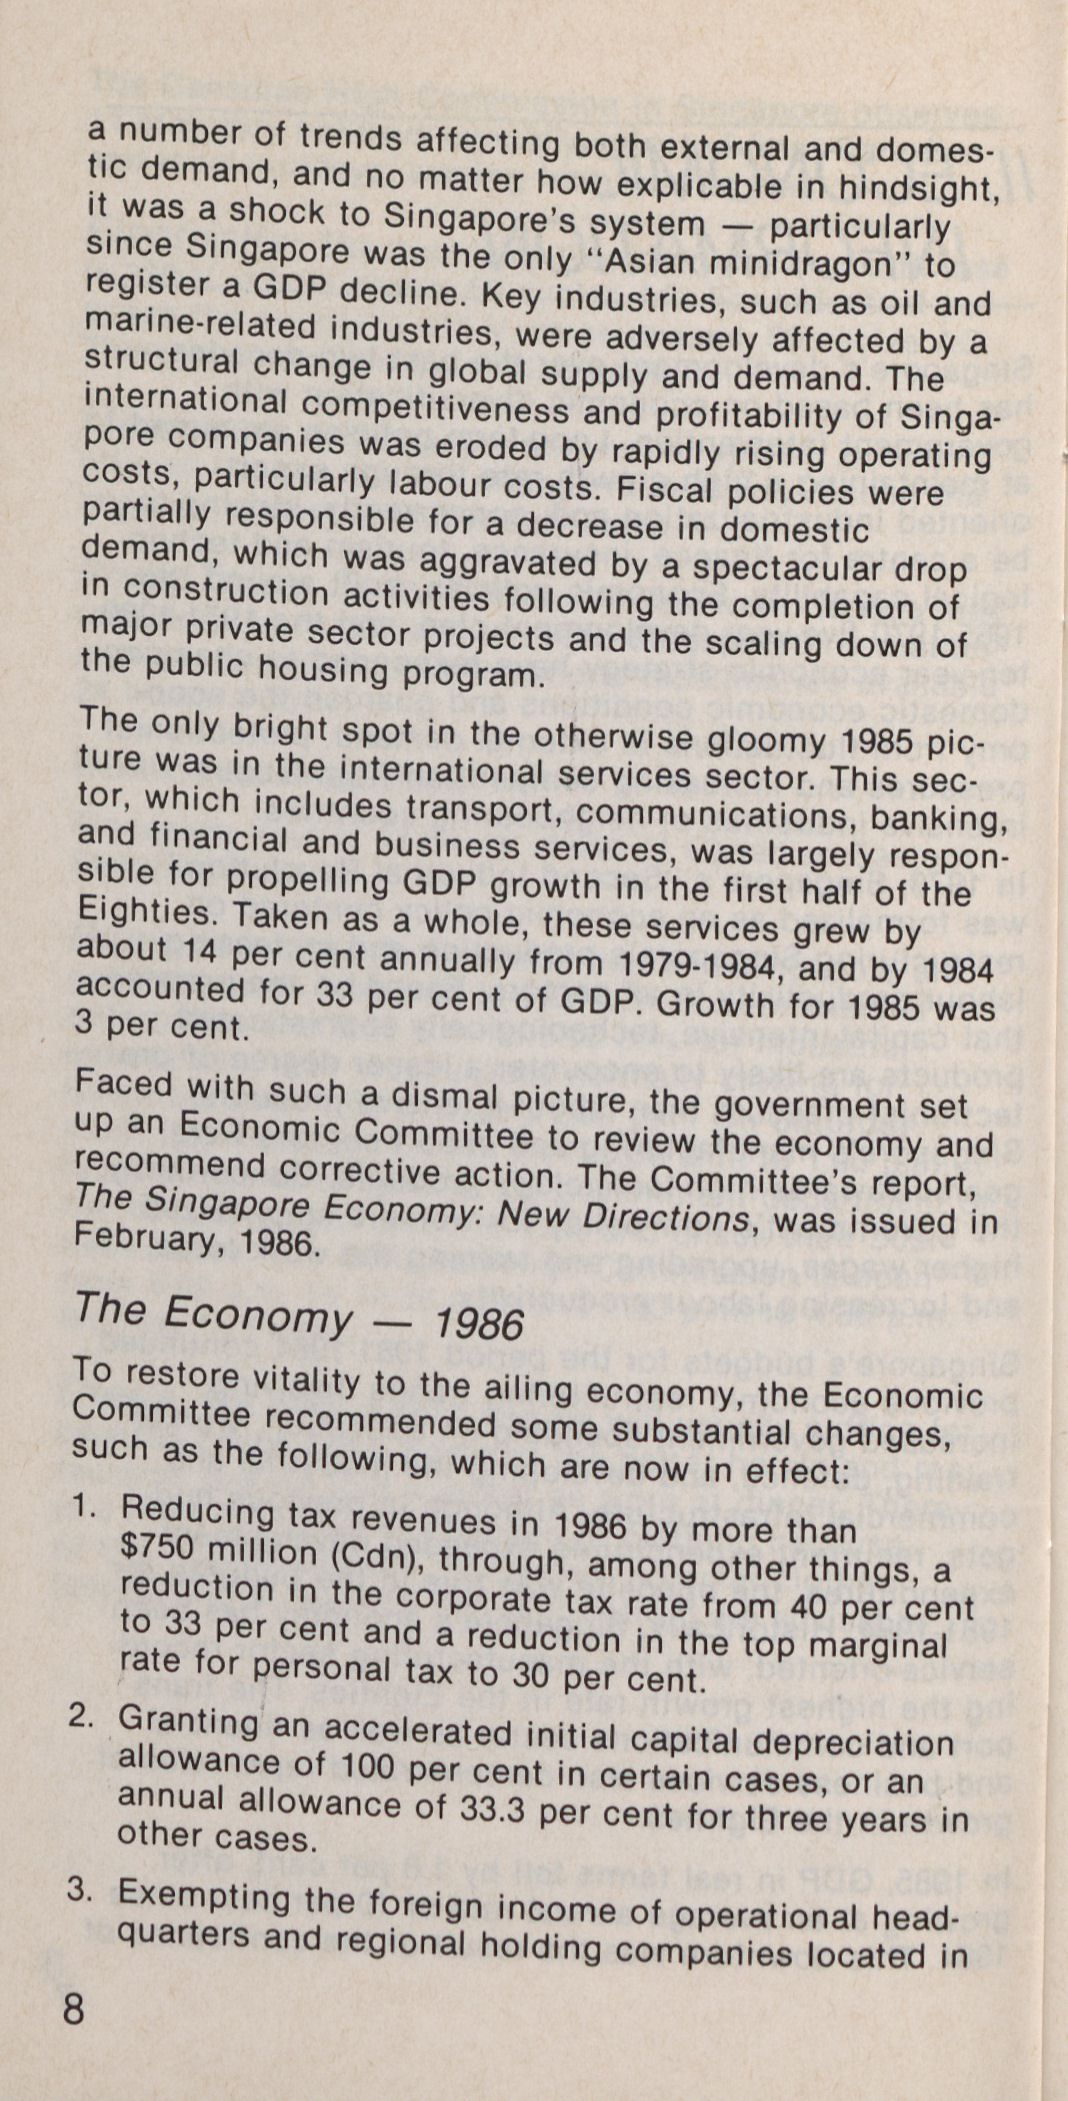 a number of trends affecting both external and domes-
tic demand, and no matter how explicable in hindsight,
it was a shock to Singapore's system — particularly
since Singapore was the only "Asian minidragon" to
register a GDP decline. Key industries, such as oil and
marine-related industries, were adversely affected by a
structural change in global supply and demand. The
international competitiveness and profitability of Singa-
pore companies was eroded by rapidly rising operating
costs, particularly labour costs. Fiscal policies were
partially responsible for a decrease in domestic
demand, which was aggravated by a spectacular drop
in construction activities following the completion of
major private sector projects and the scaling down of
the public housing program.
The only bright spot in the otherwise gloomy 1985 pic-
ture was in the international services sector. This sec-
tor, which includes transport, communications, banking,
and financial and business services, was largely respon-
sible for propelling GDP growth in the first half of the
Eighties. Taken as a whole, these services grew by
about 14 per cent annually from 1979-1984, and by 1984
accounted for 33 per cent of GDP. Growth for 1985 was
3 per cent.
Faced with such a dismal picture, the government set
up an Economic Committee to review the economy and
recommend corrective action. The Committee's report,
The Singapore Economy: New Directions, was issued in
February, 1986.
The Economy — 1986
To restore vitality to the ailing economy, the Economic
Committee recommended some substantial changes,
such as the following, which are now in effect:
1. Reducing tax revenues in 1986 by more than
$750 million (Cdn), through, among other things, a
reduction in the corporate tax rate from 40 per cent
to 33 per cent and a reduction in the top marginal
rate for personal tax to 30 per cent.
2. Granting an accelerated initial capital depreciation
allowance of 100 per cent in certain cases, or an
annual allowance of 33.3 per cent for three years in
other cases.
3. Exempting the foreign income of operational head-
quarters and regional holding companies located in
8